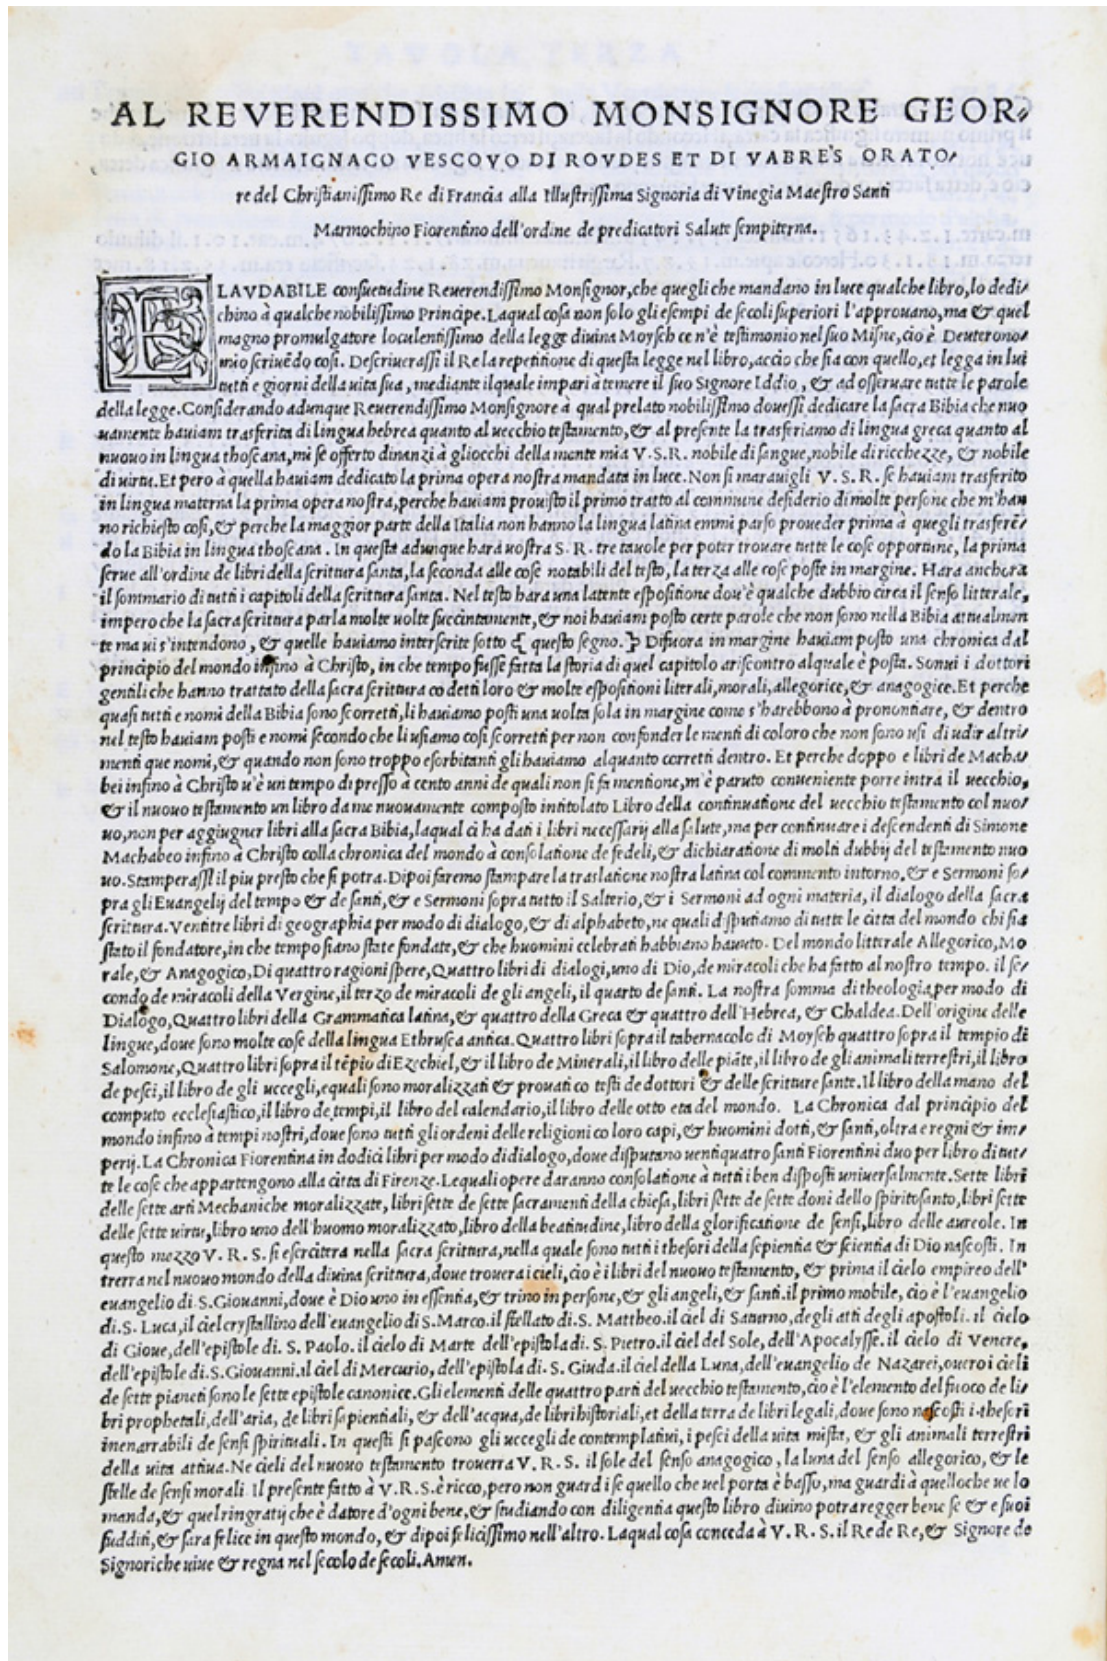 AL REVERENDISSIMO MONSIGNORE GEOR-
GIO ARMAIGNACO VESCOVO DI ROVDES ET DI VABRES ORATO-
re del Christianissimo Re di Francia alla Illustrissima Signoria di Vinegia Maestro Santi
Marmochino Fiorentino dell'ordine de predicatori Salute sempiterna.
E LAVDABILE consuetudine Reverendissimo Monsignor, che quegli che mandano in luce qualche libro, lo dedi-
chino à qualche nobilissimo Principe. Laqual cosa non solo gli esempi de secoli superiori l'approuano, ma & quel
magno promulgatore loculentissimo della legge diuina Moysch ce n'è testimonio nel suo Misne, cio è Deuterono-
mio scriuēdo cosi. Descriuerassi il Re la repetitione di questa legge nel libro, accio che sia con quello, et legga in lui
tutti e giorni della uita sua, mediante ilquale impari à temere il suo Signore Iddio, & ad osseruare tutte le parole
della legge. Considerando adunque Reverendissimo Monsignore à qual prelato nobilissimo douessi dedicare la sacra Bibia che nuo
uamente hauiam trasferita di lingua hebrea quanto al uecchio testamento, & al presente la trasferiamo di lingua greca quanto al
nuouo in lingua thoscana, mi se offerto dinanzi à gliocchi della mente mia V.S.R. nobile di sangue, nobile di ricchezze, & nobile
di uirtu. Et pero à quella hauiam dedicato la prima opera nostra mandata in luce. Non si marauigli V. S. R. se hauiam trasferito
in lingua materna la prima opera nostra, perche hauiam prouisto il primo tratto al commune desiderio di molte persone che m'han
no richiesto cosi, & perche la maggior parte della Italia non hanno la lingua latina emmi parso proueder prima à quegli trasferē-
do la Bibia in lingua thoscana. In questa adunque hara uostra S. R. tre tauole per poter trouare tutte le cose opportune, la prima
serue all'ordine de libri della scrittura santa, la seconda alle cose notabili del testo, la terza alle cose poste in margine. Hara anchora
il sommario di tutti i capitoli della scrittura santa. Nel testo hara una latente espositione dou'è qualche dubbio circa il senso litterale,
impero che la sacra scrittura parla molte uolte succintamente, & noi hauiam posto certe parole che non sono nella Bibia attualmen
te ma ui s'intendono, & quelle hauiamo interserite sotto questo segno. Difuora in margine hauiam posto una chronica dal
principio del mondo insino à Christo, in che tempo fusse fatta la storia di quel capitolo ariscontro alquale è posta. Sonui i dottori
gentili che hanno trattato della sacra scrittura co detti loro & molte espositioni literali, morali, allegorice, & anagogice. Et perche
quasi tutti e nomi della Bibia sono scorretti, li hauiamo posti una uolta sola in margine como s'harebbono à prononcare, & dentro
nel testo hauiam posti e nomi secondo che li usiamo cosi scorretti per non confonder le menti di coloro che non sono usi di udir altri-
menti que nomi, & quando non sono troppo esorbitanti gli hauiamo alquanto corretti dentro. Et perche doppo e libri de Macha-
bei infino à Christo u'è un tempo di presso à cento anni de quali non si fa mentione, m'è paruto conueniente porre intra il uecchio,
& il nuouo testamento un libro da me nuouamente composto intitolato Libro della continuatione del uecchio testamento col nuo-
uo, non per aggiugner libri alla sacra Bibia, laqual ci ha dati i libri necessarij alla salute, ma per continuare i descendenti di Simone
Machabeo infino à Christo colla chronica del mondo à consolatione de fedeli, & dichiaratione di molti dubbij del testamento nuo
uo. Stamperassi il piu presto che si potra. Dipoi faremo stampare la traslatione nostra latina col commento intorno, & e Sermoni so-
pra gli Euangelij del tempo & de santi, & e Sermoni sopra tutto il Salterio, & i Sermoni ad ogni materia, il dialogo della sacra
scrittura. Ventitre libri di geographia per modo di dialogo, & di alphabeto, ne quali disputiamo di tutte le citta del mondo chi sia
stato il fondatore, in che tempo siano state fondate, & che huomini celebrati habbiano hauuto. Del mondo litterale Allegorico, Mo
rale, & Anagogico, Di quattro ragioni spere, Quattro libri di dialogi, uno di Dio, de miracoli che ha fatto al nostro tempo. il se-
condo de miracoli della Vergine, il terzo de miracoli de gli angeli, il quarto de santi. La nostra somma di theologia per modo di
Dialogo, Quattro libri della Grammatica latina, & quattro della Greca & quattro dell'Hebrea, & Chaldea. Dell'origine delle
lingue, doue sono molte cose della lingua Ethrusca antica. Quattro libri sopra il tabernacolo di Moysch quattro sopra il tempio di
Salomone, Quattro libri sopra il tēpio di Ezechiel, & il libro de Minerali, il libro delle piāte, il libro de gli animali terrestri, il libro
de pesci, il libro de gli uccegli, equali sono moralizzati & prouati co testi de dottori & delle scritture sante. Il libro della mano del
computo ecclesiastico, il libro de tempi, il libro del calendario, il libro delle otto eta del mondo. La Chronica dal principio del
mondo infino à tempi nostri, doue sono tutti gli ordeni delle religioni co loro capi, & huomini dotti, & santi, oltra e regni & im-
perij. La Chronica Fiorentina in dodici libri per modo di dialogo, doue disputano uentiquatro santi Fiorentini duo per libro di tut-
te le cose che appartengono alla citta di Firenze. Lequali opere daranno consolatione à tutti i ben disposti uniuersalmente. Sette libri
delle sette arti Mechaniche moralizzate, libri sette de sette sacramenti della chiesa, libri sette de sette doni dello spiritosanto, libri sette
delle sette uirtu, libro uno dell'huomo moralizzato, libro della beatitudine, libro della glorificatione de sensi, libro delle aureole. In
questo mezzo V. R. S. si esercitera nella sacra scrittura, nella quale sono tutti i thesori della sepientia & scientia di Dio nascosti. In
trerra nel nuouo mondo della diuina scrittura, doue trouera i cieli, cio è i libri del nuouo testamento, & prima il cielo empireo dell'
euangelio di S. Giouanni, doue è Dio uno in essentia, & trino in persone, & gli angeli, & santi. il primo mobile, cio è l'euangelio
di. S. Luca, il ciel crystallino dell'euangelio di S. Marco. il stellato di. S. Mattheo. il ciel di Saturno, degli atti degli apostoli. il cielo
di Gioue, dell'epistole di. S. Paolo. il cielo di Marte dell'epistola di. S. Pietro. il ciel del Sole, dell'Apocalysse. il cielo di Venere,
dell'epistole di. S. Giouanni. il ciel di Mercurio, dell'epistola di. S. Giuda. il ciel della Luna, dell'euangelio de Nazarei, ouero i cieli
de sette pianeti sono le sette epistole canonice. Gli elementi delle quattro parti del uecchio testamento, cio è l'elemento del fuoco de li-
bri prophetali, dell'aria, de libri sapientiali, & dell'acqua, de libri historiali, et della terra de libri legali, doue sono nascosti i thesori
inenarrabili de sensi spirituali. In questi si pascono gli uccegli de contemplatiui, i pesci della uita mista, & gli animali terrestri
della uita attiua. Ne cieli del nuouo testamento trouerra V. R. S. il sole del senso anagogico, la luna del senso allegorico, & le
stelle de sensi morali. Il presente fatto à V. R. S. è ricco, pero non guardi se quello che uel porta è basso, ma guardi à quello che ue lo
manda, & quel ringratij che è datore d'ogni bene, & studiando con diligentia questo libro diuino potra regger bene se & e suoi
sudditi, & sara felice in questo mondo, & dipoi felicissimo nell'altro. Laqual cosa conceda à V. R. S. il Re de Re, & Signore de
Signori che uiue & regna nel secolo de secoli. Amen.